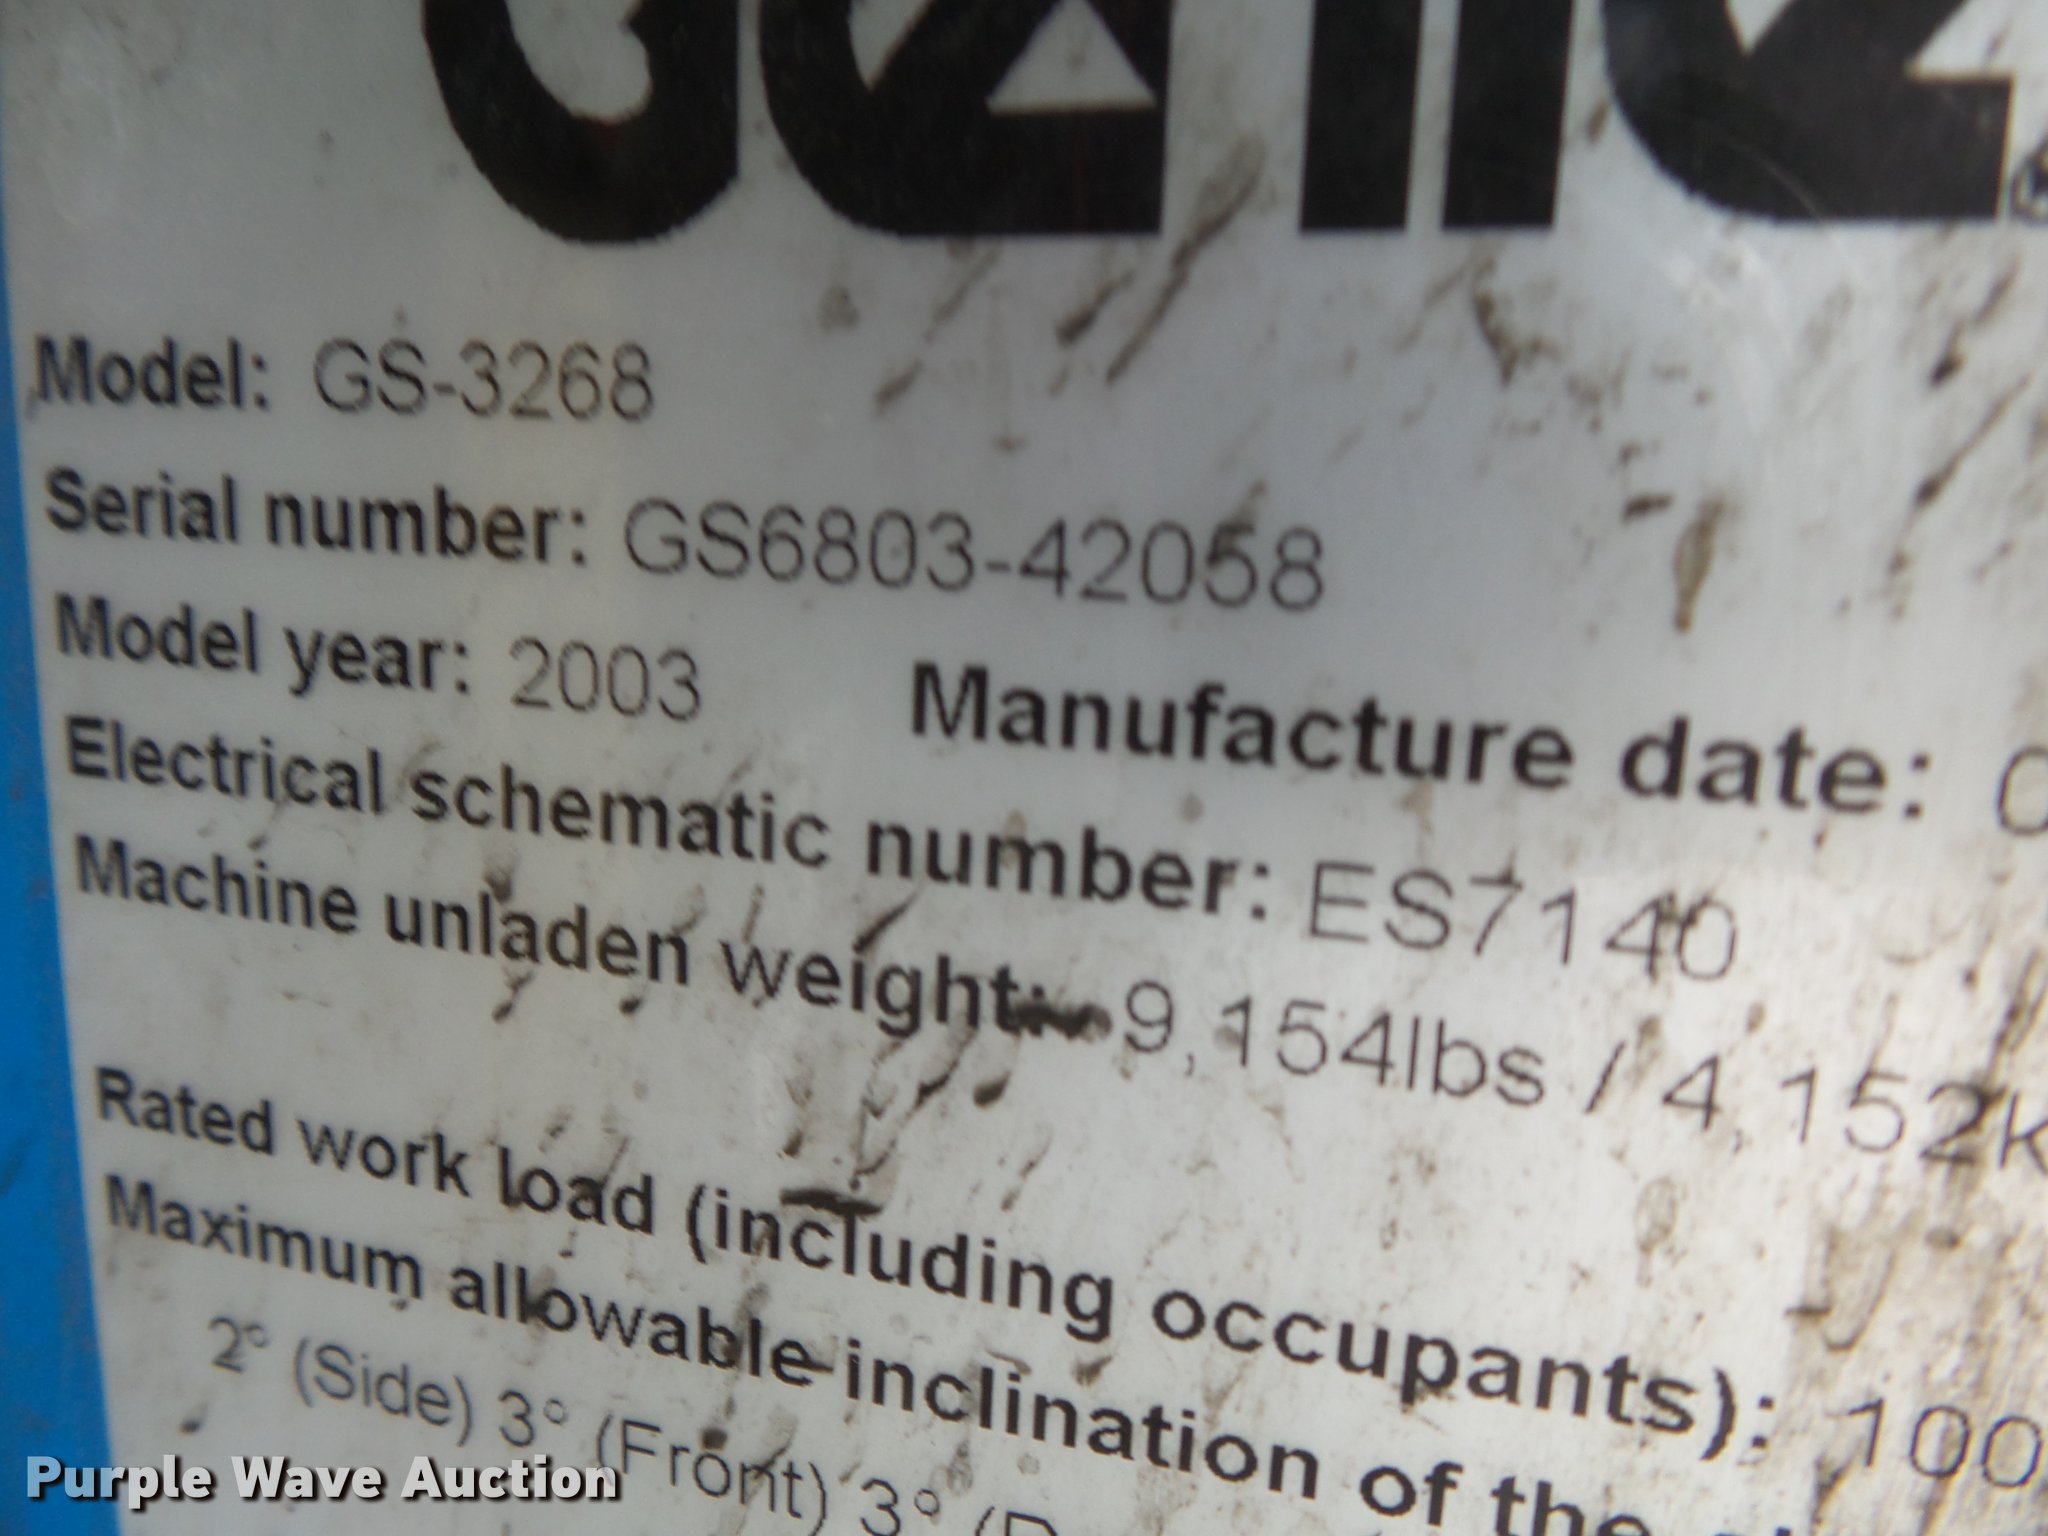 Genie
Model: GS-3268
Serial number: GS6803-42058
Model year: 2003 Manufacture date:
Electrical schematic number: ES7140
Machine unladen weight: 9,154lbs / 4,152K
Rated work load (including occupants): 100
Maximum allowable inclination of the
2° (Side) 3° (Front) 3°
Purple Wave Auction